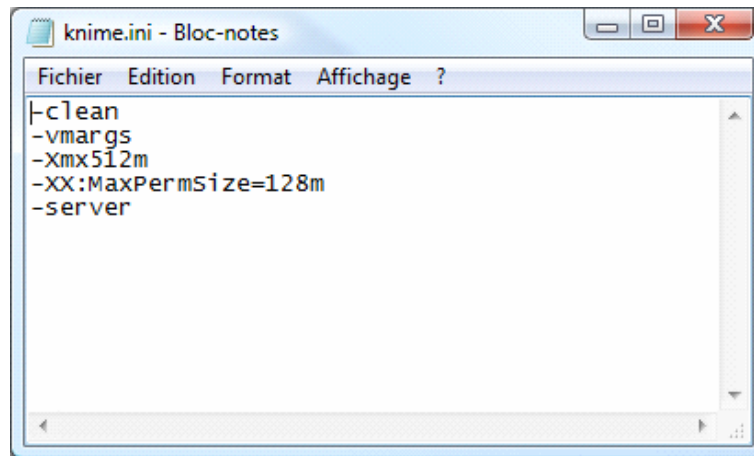 knime.ini - Bloc-notes
Fichier Edition Format Affichage ?
-clean
-vmargs
-Xmx512m
-XX:MaxPermSize=128m
-server